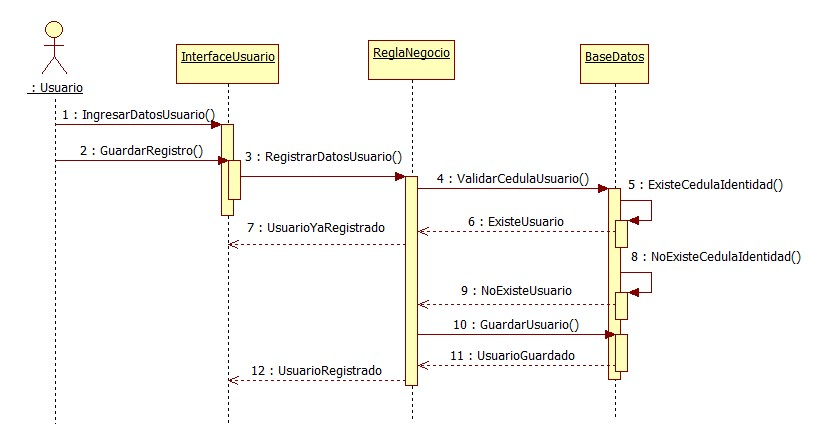 ReglaNegocio
InterfaceUsuario
BaseDatos
: Usuario
1 : IngresarDatosUsuario()
2 : GuardarRegistro()
3 : RegistrarDatosUsuario()
4 : ValidarCedulaUsuario()
5 : ExisteCedulaIdentidad()
6 : ExisteUsuario
7 : UsuarioYaRegistrado
8 : NoExisteCedulaIdentidad()
9 : NoExisteUsuario
10 : GuardarUsuario()
11 : UsuarioGuardado
12 : UsuarioRegistrado